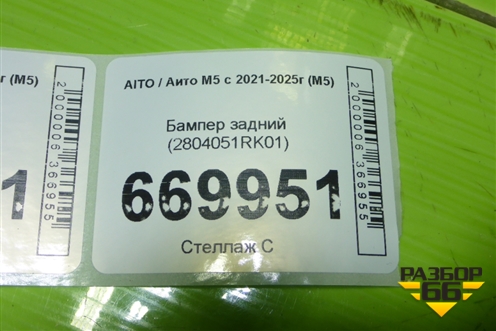 г (M5)
AITO / Аито M5 с 2021-2025г (M5)
Бампер задний
(2804051RK01)
1
669951
Стеллаж С
2000006366955
2000006366955
РАЗБОР
66